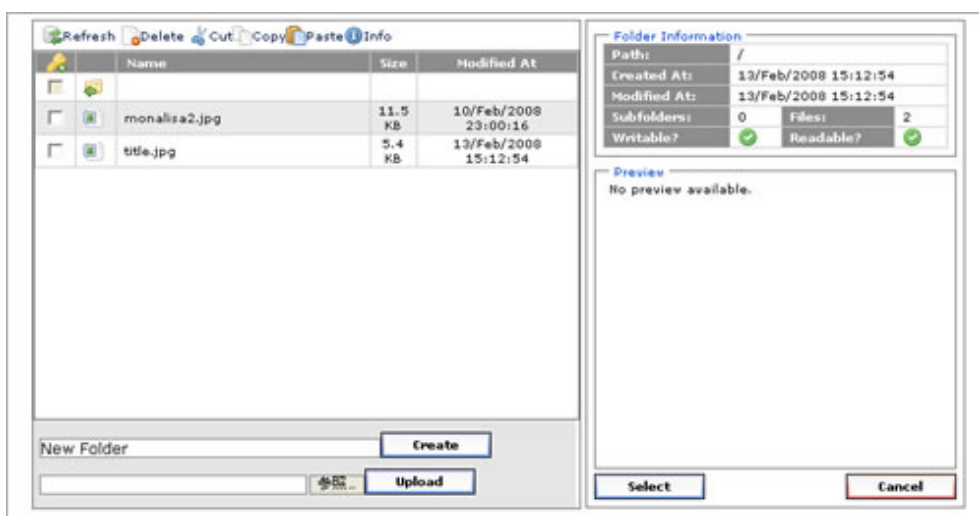 Refresh Delete Cut Copy Paste Info
Name Size Modified At
monalisa2.jpg 11.5 KB 10/Feb/2008 23:00:16
title.jpg 5.4 KB 13/Feb/2008 15:12:54
New Folder Create
参照... Upload
Folder Information
Path: /
Created At: 13/Feb/2008 15:12:54
Modified At: 13/Feb/2008 15:12:54
Subfolders: 0 Files: 2
Writable? Readable?
Preview
No preview available.
Select Cancel